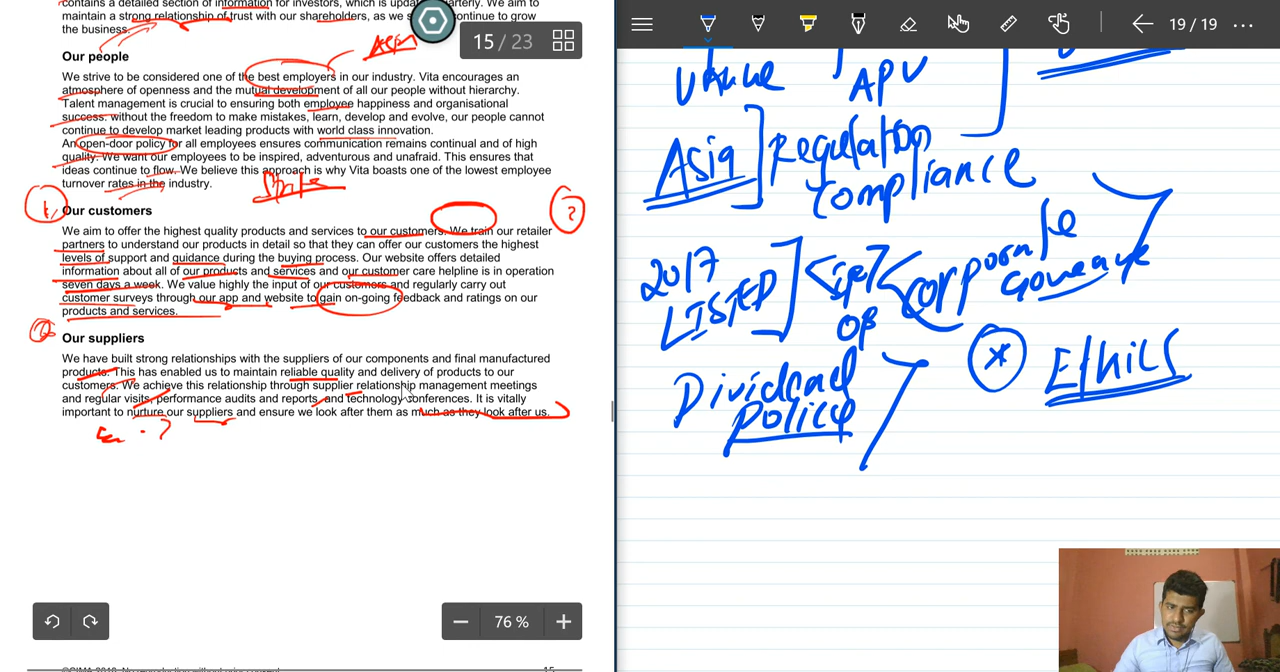 contains a detailed section of information for investors, which is
maintain a strong relationship of trust with our shareholders, as we continue to grow
the business.
15 / 23
Our people
We strive to be considered one of the best employers in our industry. Vita encourages an
atmosphere of openness and the mutual development of all our people without hierarchy.
Talent management is crucial to ensuring both employee happiness and organisational
success; without the freedom to make mistakes, learn, develop and evolve, our people cannot
continue to develop market leading products with world class innovation.
An open-door policy for all employees ensures communication remains continual and of high
quality. We want our employees to be inspired, adventurous and unafraid. This ensures that
ideas continue to flow. We believe this approach is why Vita boasts one of the lowest employee
turnover rates in the industry.
Our customers
We aim to offer the highest quality products and services to our customers. We train our retailer
partners to understand our products in detail so that they can offer our customers the highest
levels of support and guidance during the buying process. Our website offers detailed
information about all of our products and services and our customer care helpline is in operation
seven days a week. We value highly the input of our customers and regularly carry out
customer surveys through our app and website to gain on-going feedback and ratings on our
products and services.
Our suppliers
We have built strong relationships with the suppliers of our components and final manufactured
products. This has enabled us to maintain reliable quality and delivery of products to our
customers. We achieve this relationship through supplier relationship management meetings
and regular visits, performance audits and reports, and technology conferences. It is vitally
important to nurture our suppliers and ensure we look after them as much as they look after us.
76 %
15
19 / 19
Value
APV
Asia
Regulation
Compliance
2017
LISTED
Corporate
Governance
Dividend
Policy
Ethics